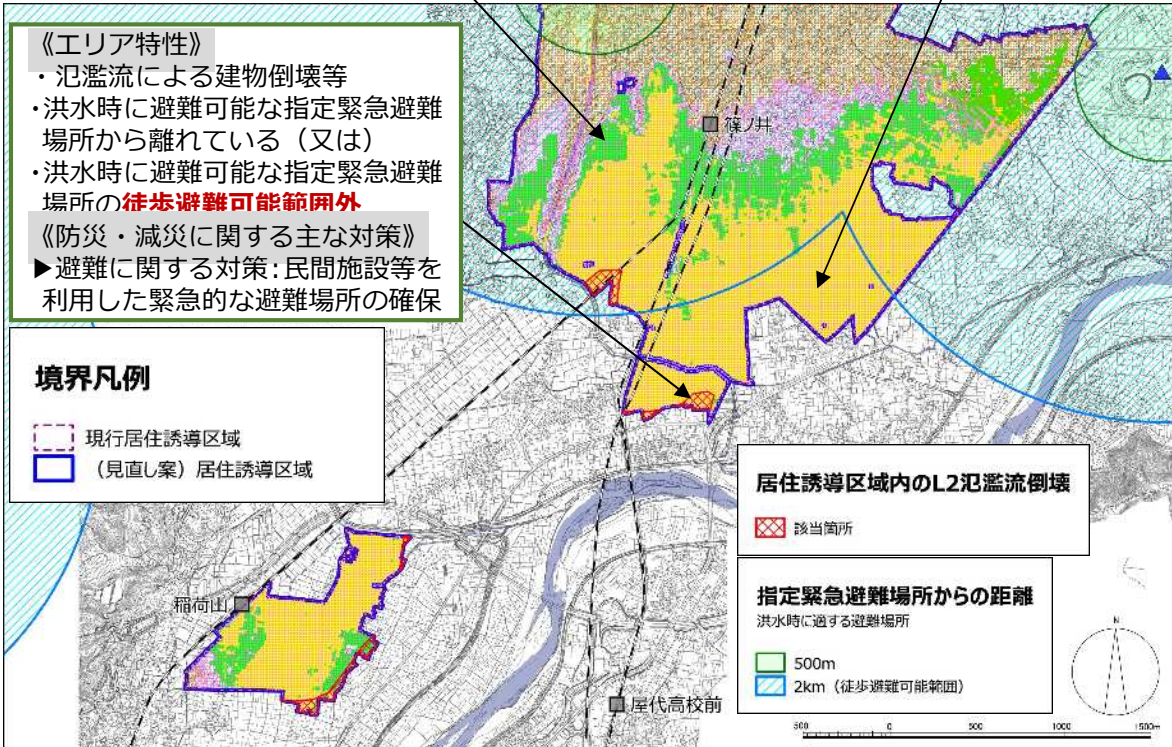 《エリア特性》
・氾濫流による建物倒壊等
・洪水時に避難可能な指定緊急避難
場所から離れている（又は）
・洪水時に避難可能な指定緊急避難
場所の徒歩避難可能範囲外
《防災・減災に関する主な対策》
▶避難に関する対策：民間施設等を
利用した緊急的な避難場所の確保
篠ノ井
境界凡例
現行居住誘導区域
（見直し案）居住誘導区域
居住誘導区域内のL2氾濫流倒壊
該当箇所
指定緊急避難場所からの距離
洪水時に適する避難場所
500m
2km（徒歩避難可能範囲）
稲荷山
屋代高校前
N
500 0 500 1000 1500m